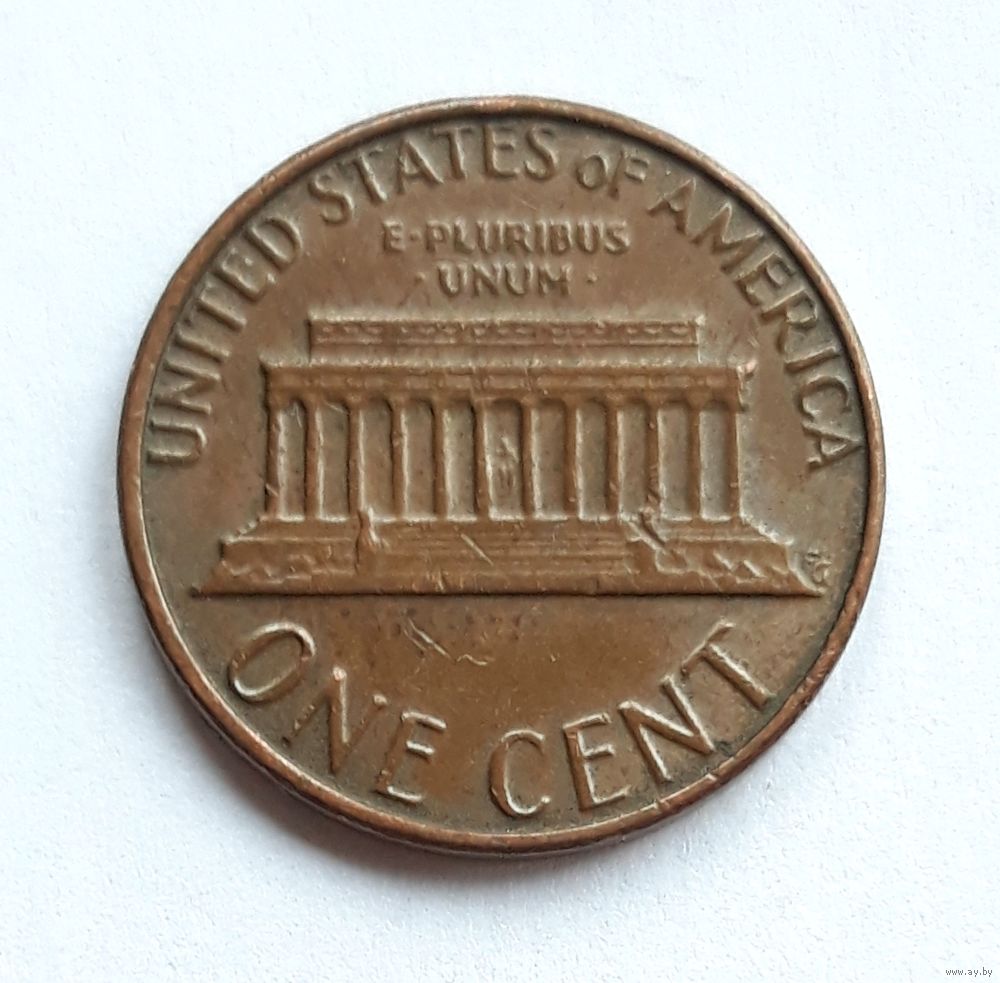 UNITED STATES oF AMERICA
E·PLURIBUS
·UNUM·
ONE CENT
www.ay.by